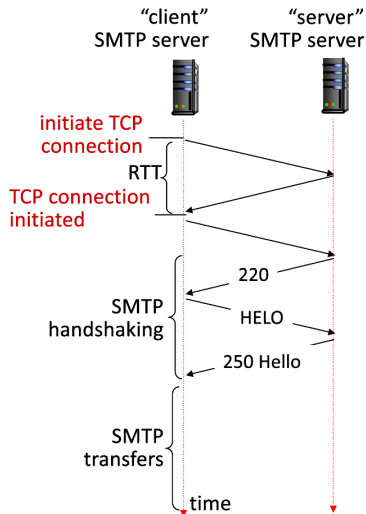 “client”
SMTP server
“server”
SMTP server
initiate TCP
connection
RTT
TCP connection
initiated
220
SMTP
handshaking
HELO
250 Hello
SMTP
transfers
time